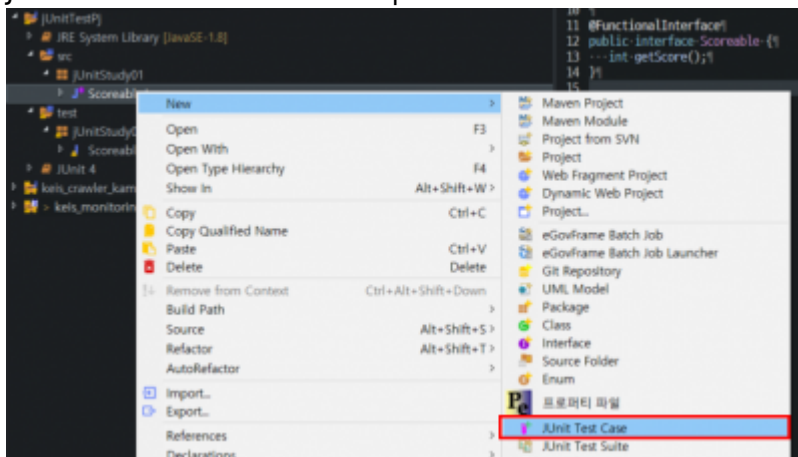 jUnitTestPj
JRE System Library [JavaSE-1.8]
src
jUnitStudy01
Scoreabl
test
jUnitStudy0
Scoreabl
JUnit 4
keis_crawler_kam
> keis_monitorin
11 @FunctionalInterface
12 public interface Scoreable {
13 int getScore();
14 }
15
New
Open F3
Open With
Open Type Hierarchy F4
Show In Alt+Shift+W
Copy Ctrl+C
Copy Qualified Name
Paste Ctrl+V
Delete Delete
Remove from Context Ctrl+Alt+Shift+Down
Build Path
Source Alt+Shift+S
Refactor Alt+Shift+T
AutoRefactor
Import...
Export...
References
Declarations
Maven Project
Maven Module
Project from SVN
Project
Web Fragment Project
Dynamic Web Project
Project...
eGovFrame Batch Job
eGovFrame Batch Job Launcher
Git Repository
UML Model
Package
Class
Interface
Source Folder
Enum
프로퍼티 파일
JUnit Test Case
JUnit Test Suite